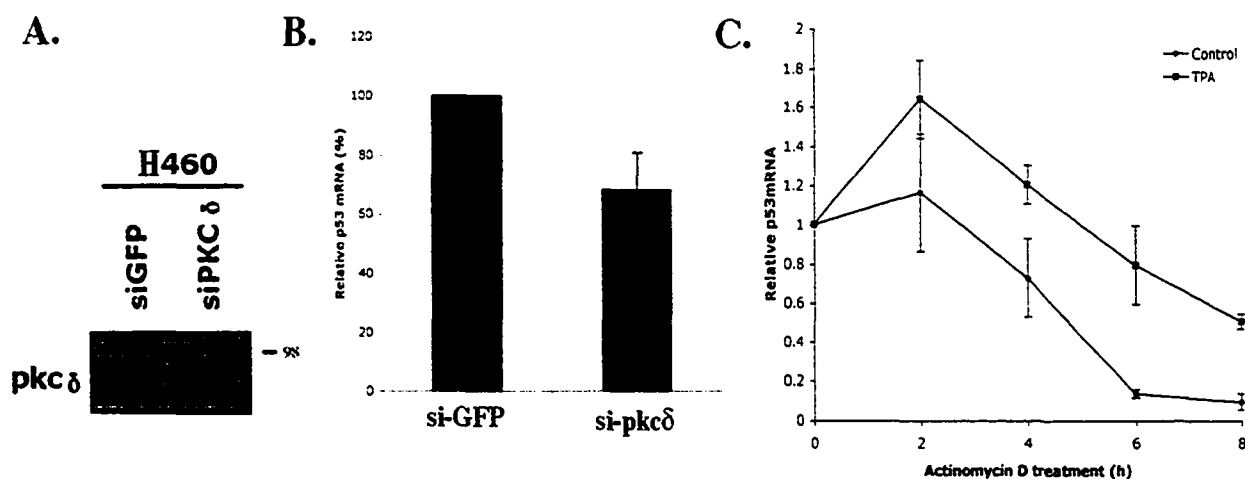 A.
H460
siGFP
siPKC δ
pkc δ
– 98
B.
Relative p53 mRNA (%)
120
100
80
60
40
20
0
si-GFP
si-pkcδ
C.
Relative p53mRNA
2
1.8
1.6
1.4
1.2
1
0.8
0.6
0.4
0.2
0
0
2
4
6
8
Actinomycin D treatment (h)
Control
TPA